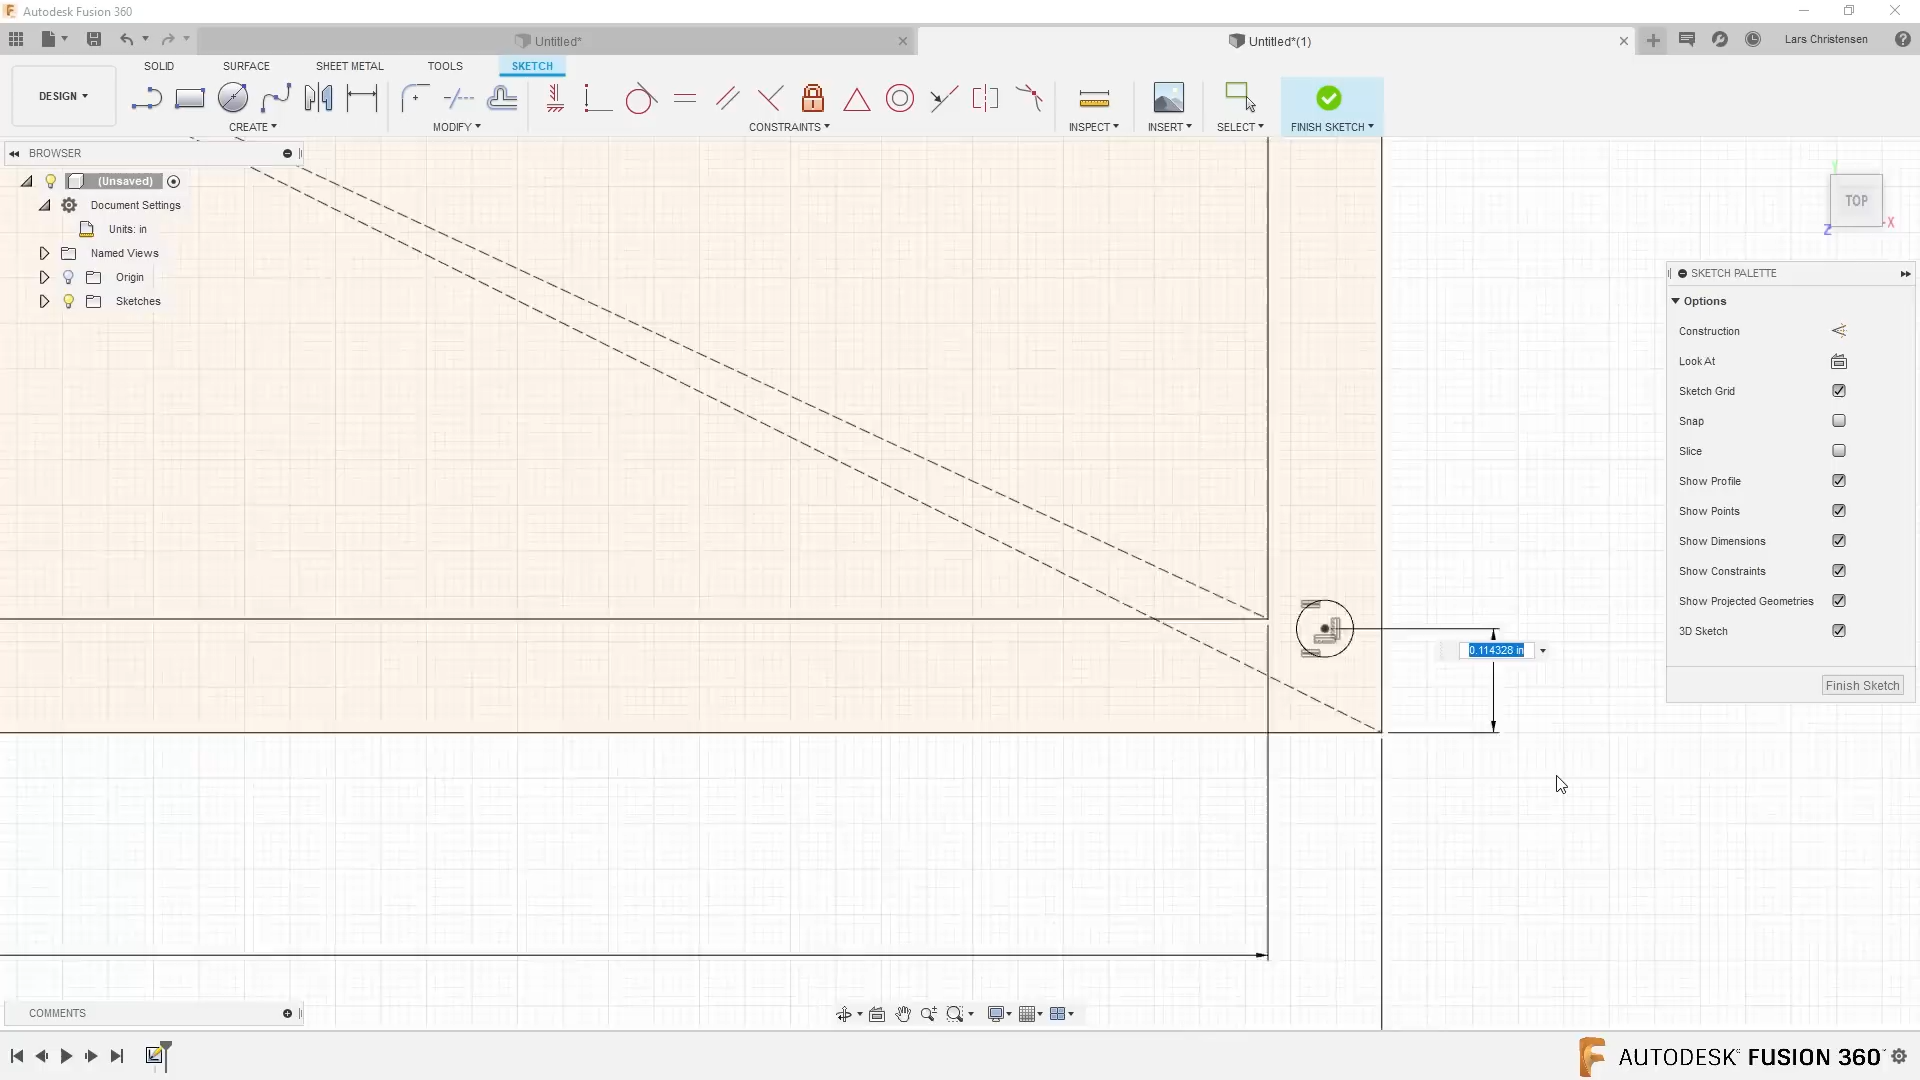 Autodesk Fusion 360
Untitled*
Untitled*(1)
Lars Christensen
SOLID
SURFACE
SHEET METAL
TOOLS
SKETCH
DESIGN
CREATE
MODIFY
CONSTRAINTS
INSPECT
INSERT
SELECT
FINISH SKETCH
BROWSER
(Unsaved)
Document Settings
Units: in
Named Views
Origin
Sketches
Y
TOP
X
Z
SKETCH PALETTE
Options
Construction
Look At
Sketch Grid
Snap
Slice
Show Profile
Show Points
Show Dimensions
Show Constraints
Show Projected Geometries
3D Sketch
Finish Sketch
0.114328 in
COMMENTS
AUTODESK FUSION 360